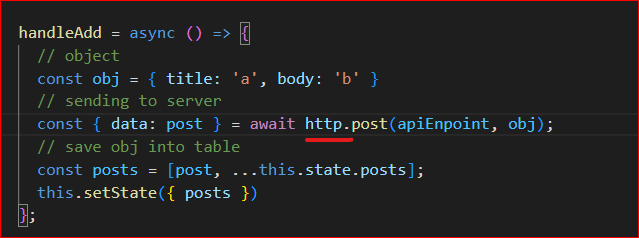 handleAdd = async () => {
// object
const obj = { title: 'a', body: 'b' }
// sending to server
const { data: post } = await http.post(apiEnpoint, obj);
// save obj into table
const posts = [post, ...this.state.posts];
this.setState({ posts })
};